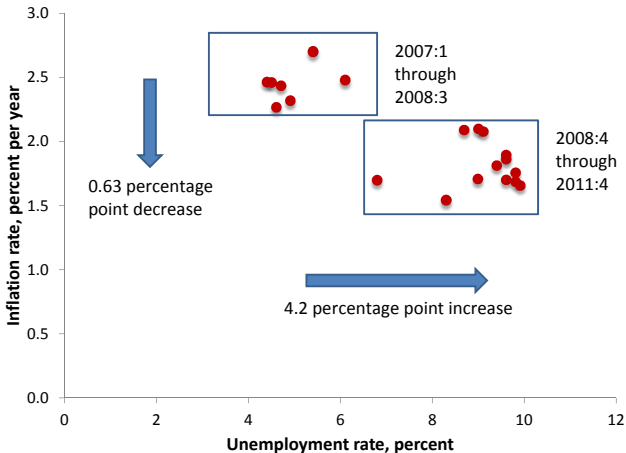 3.0
2.5
2.0
1.5
1.0
0.5
0.0
Inflation rate, percent per year
2007:1
through
2008:3
2008:4
through
2011:4
0.63 percentage
point decrease
4.2 percentage point increase
0
2
4
6
8
10
12
Unemployment rate, percent